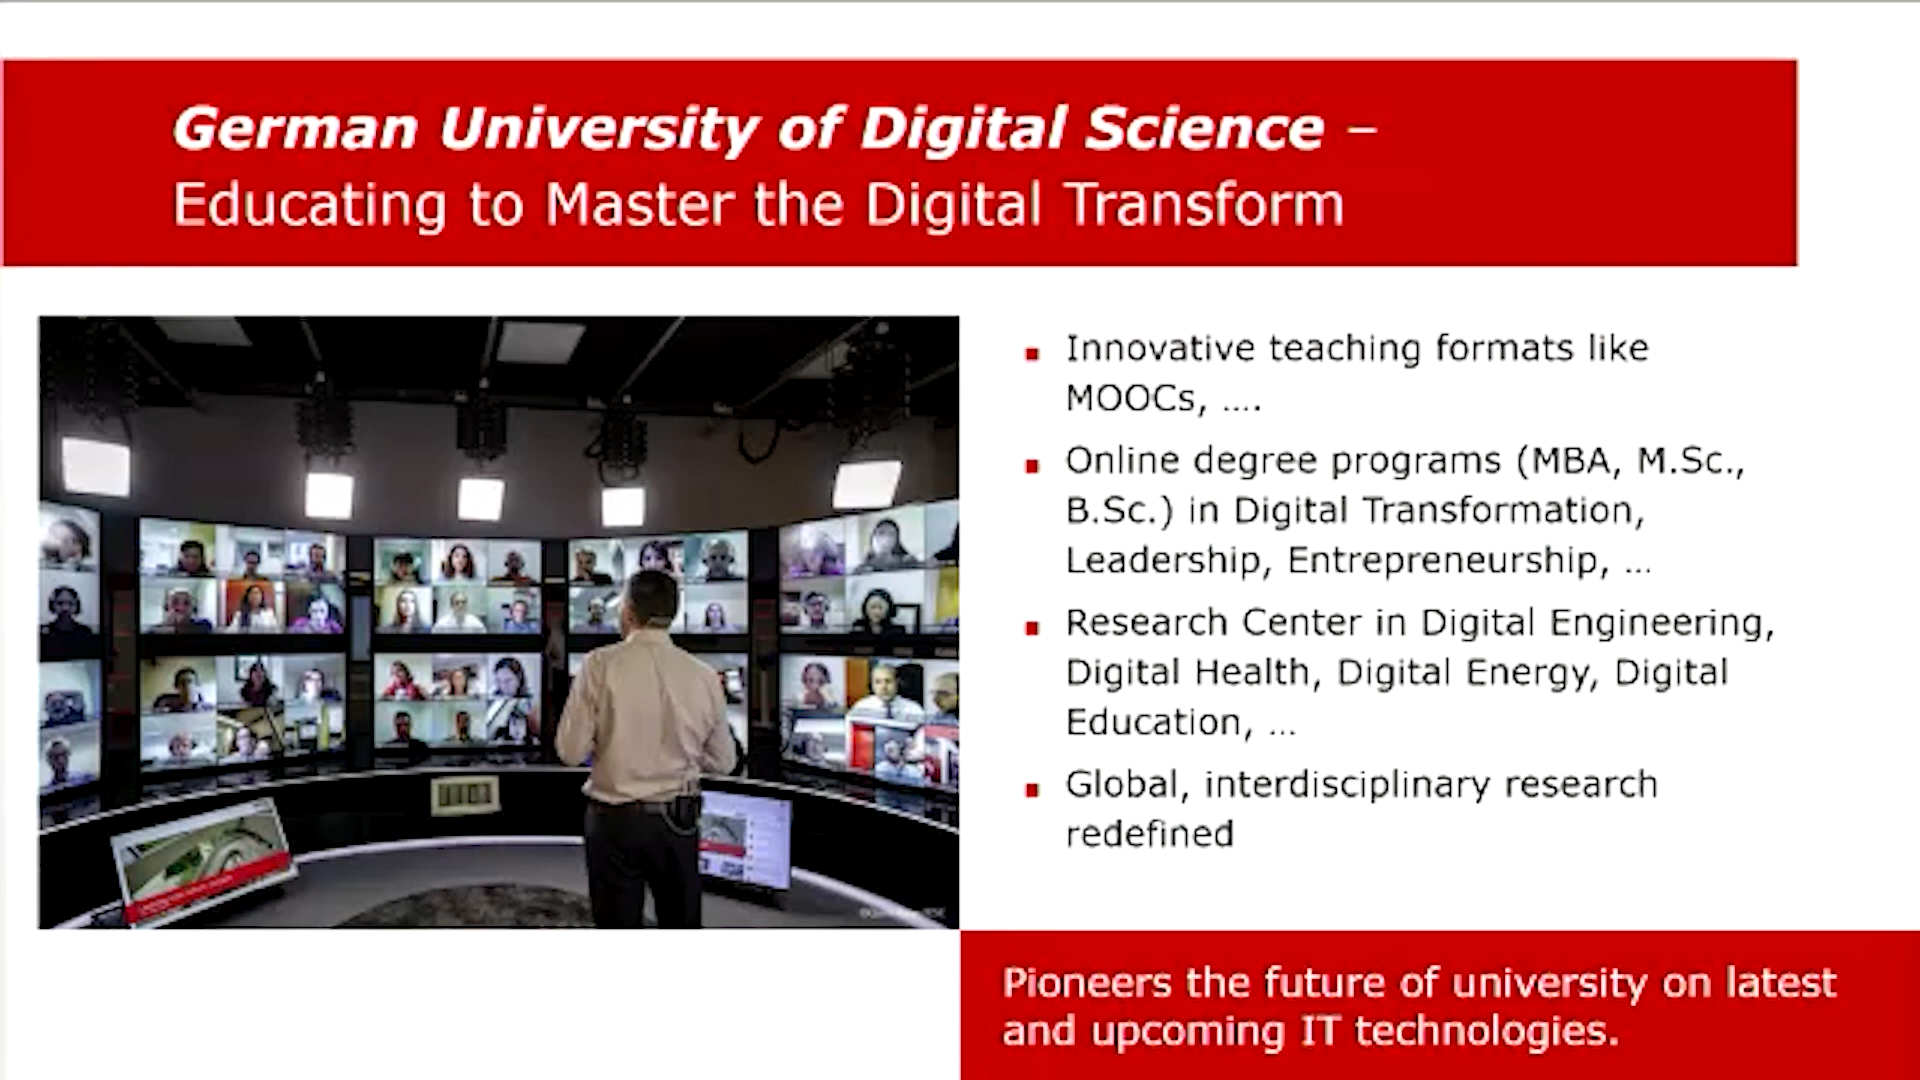 German University of Digital Science –
Educating to Master the Digital Transform
Innovative teaching formats like
MOOCs, ....
Online degree programs (MBA, M.Sc.,
B.Sc.) in Digital Transformation,
Leadership, Entrepreneurship, ...
Research Center in Digital Engineering,
Digital Health, Digital Energy, Digital
Education, ...
Global, interdisciplinary research
redefined
Pioneers the future of university on latest
and upcoming IT technologies.